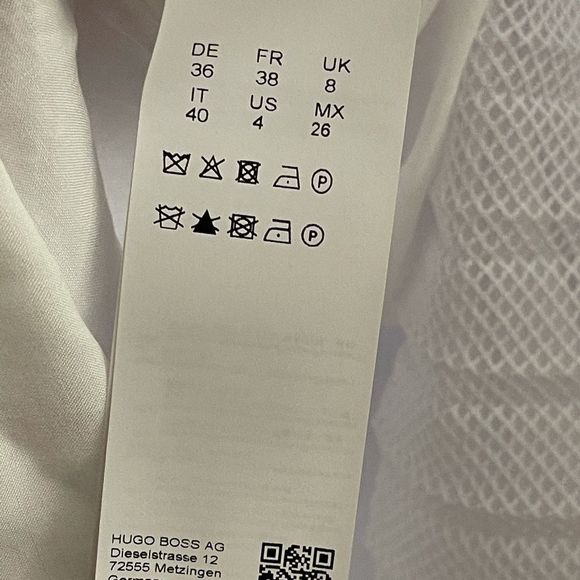 DE FR UK
36 38 8
IT US MX
40 4 26
P
P
HUGO BOSS AG
Dieselstrasse 12
72555 Metzingen
Germany